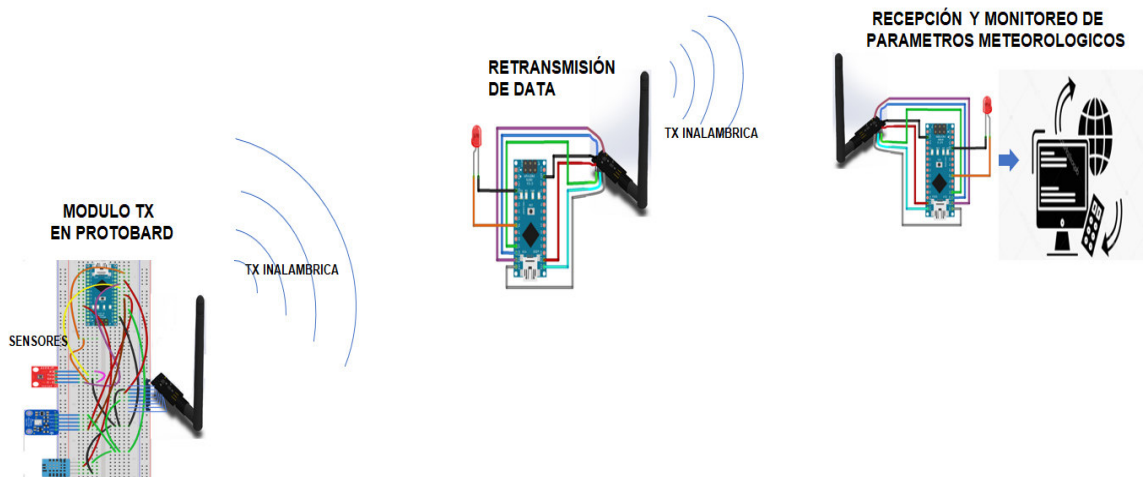 RECEPCIÓN Y MONITOREO DE
PARAMETROS METEOROLOGICOS
RETRANSMISIÓN
DE DATA
TX INALAMBRICA
MODULO TX
EN PROTOBARD
TX INALAMBRICA
SENSORES